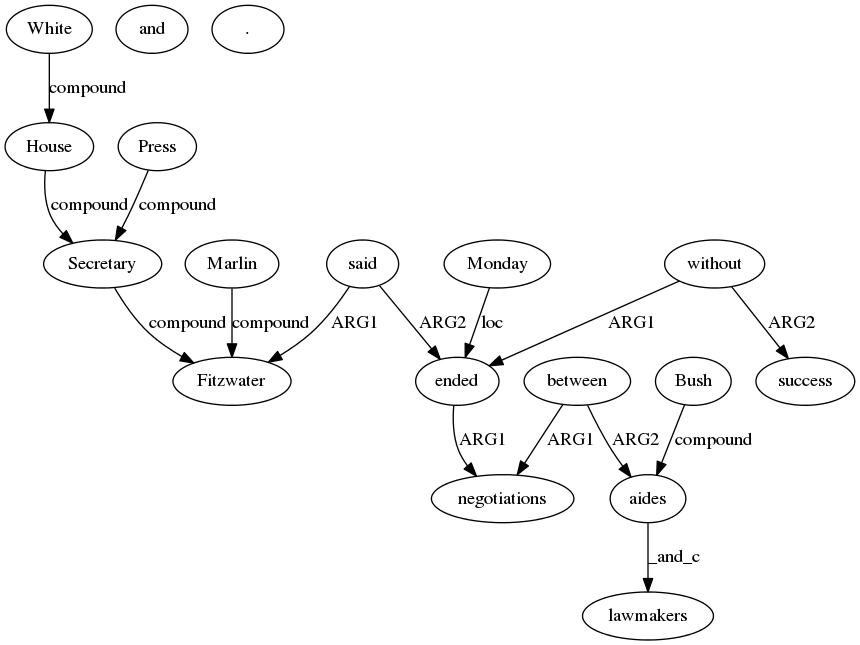 White and .
compound
House Press
compound compound
Secretary Marlin said Monday without
compound compound ARG1 ARG2 loc ARG1 ARG2
Fitzwater ended between Bush success
ARG1 ARG1 ARG2 compound
negotiations aides
_and_c
lawmakers